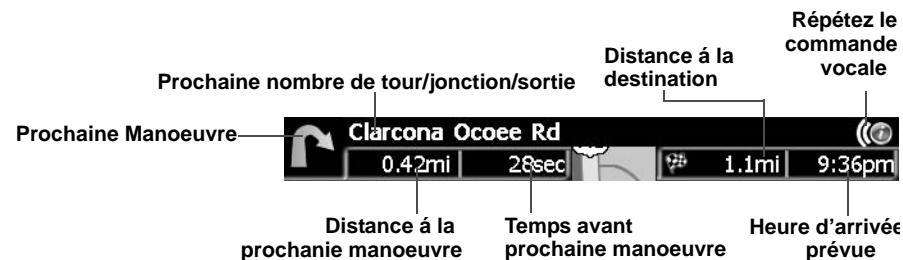 Répétez le
commande
vocale
Distance á la
destination
Prochaine nombre de tour/jonction/sortie
Prochaine Manoeuvre
Clarcona Ocoee Rd
0.42mi 28sec 1.1mi 9:36pm
Distance á la
prochanie manoeuvre
Temps avant
prochaine manoeuvre
Heure d'arrivée
prévue